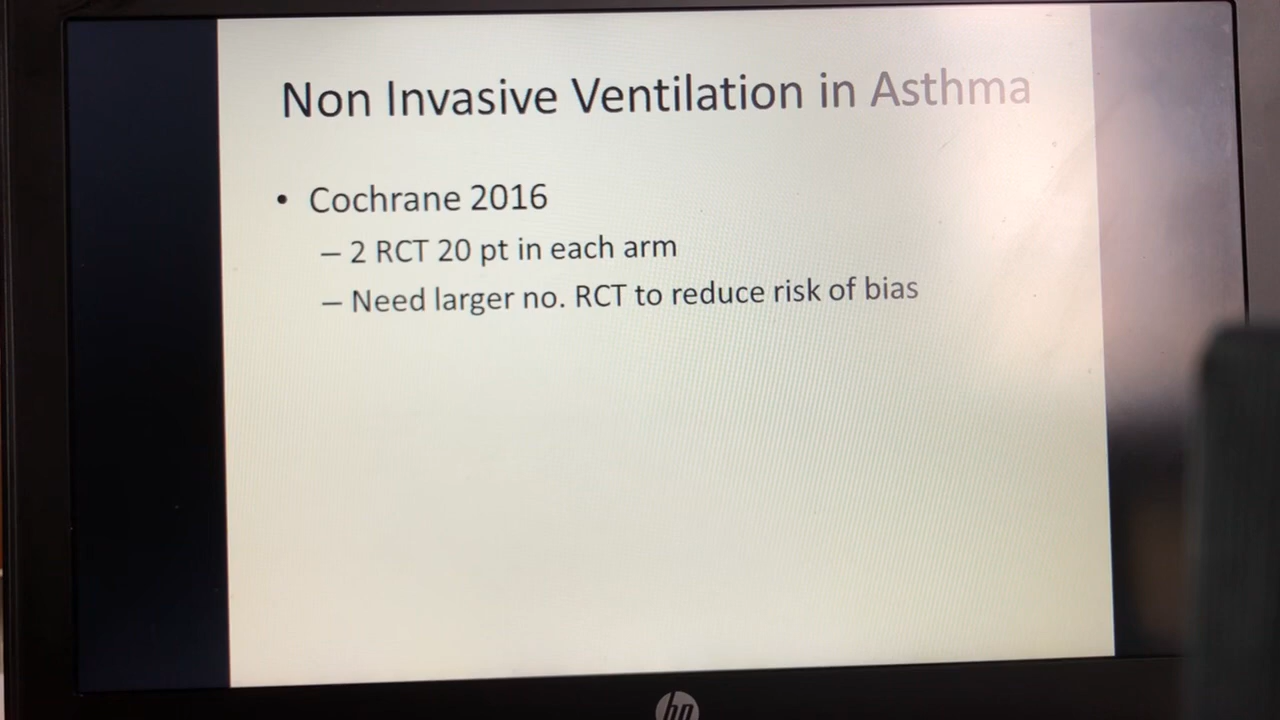 Non Invasive Ventilation in Asthma
• Cochrane 2016
– 2 RCT 20 pt in each arm
– Need larger no. RCT to reduce risk of bias
hp